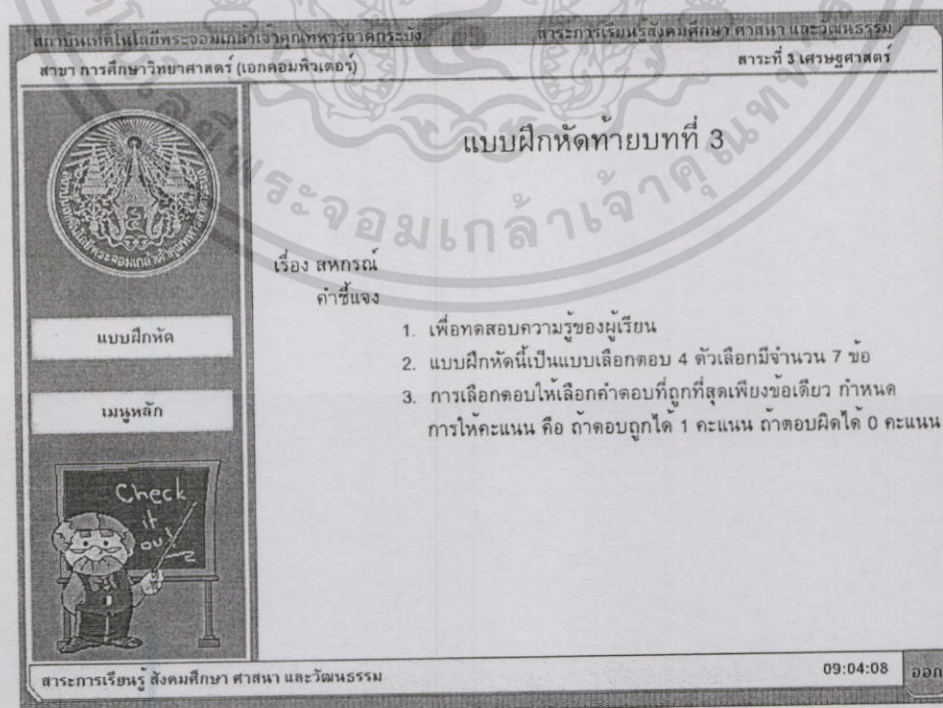 สถาบันเทคโนโลยีพระจอมเกล้าเจ้าคุณทหารลาดกระบัง สาระการเรียนรู้สังคมศึกษา ศาสนา และวัฒนธรรม
สาขา การศึกษาวิทยาศาสตร์ (เอกคอมพิวเตอร์) สาระที่ 3 เศรษฐศาสตร์
แบบฝึกหัดท้ายบทที่ 3
พระจอมเกล้าเจ้าคุณท
เรื่อง สหกรณ์
คำชี้แจง
1. เพื่อทดสอบความรู้ของผู้เรียน
2. แบบฝึกหัดนี้เป็นแบบเลือกตอบ 4 ตัวเลือกมีจำนวน 7 ข้อ
3. การเลือกตอบให้เลือกคำตอบที่ถูกที่สุดเพียงข้อเดียว กำหนด
การให้คะแนน คือ ถ้าตอบถูกได้ 1 คะแนน ถ้าตอบผิดได้ 0 คะแนน
แบบฝึกหัด
เมนูหลัก
Check
it
out
สาระการเรียนรู้ สังคมศึกษา ศาสนา และวัฒนธรรม 09:04:08 ออก